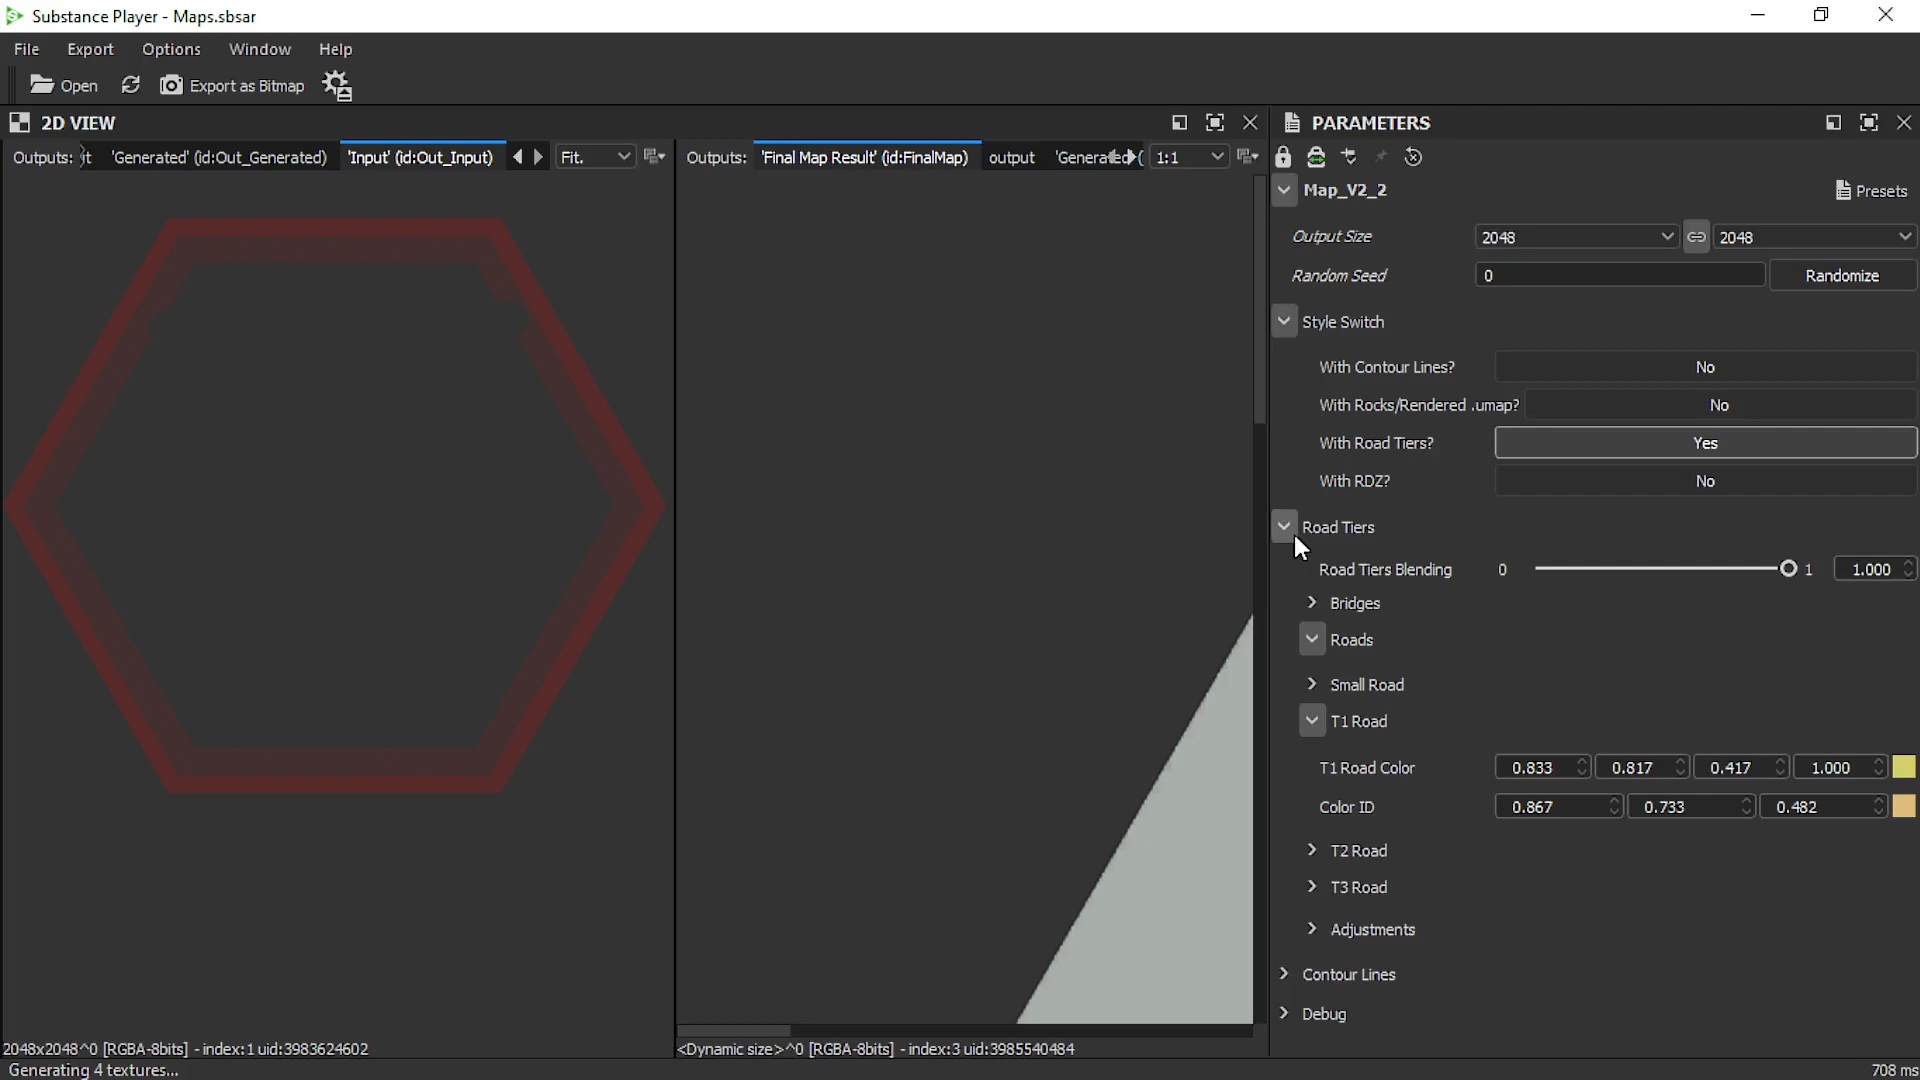 Substance Player - Maps.sbsar
File Export Options Window Help
Open Export as Bitmap
2D VIEW
Outputs: it 'Generated' (id:Out_Generated) 'Input' (id:Out_Input) Fit.
Outputs: 'Final Map Result' (id:FinalMap) output 'Generated' ( 1:1
PARAMETERS
Map_V2_2 Presets
Output Size 2048 2048
Random Seed 0 Randomize
Style Switch
With Contour Lines? No
With Rocks/Rendered .umap? No
With Road Tiers? Yes
With RDZ? No
Road Tiers
Road Tiers Blending 0 1 1.000
Bridges
Roads
Small Road
T1 Road
T1 Road Color 0.833 0.817 0.417 1.000
Color ID 0.867 0.733 0.482
T2 Road
T3 Road
Adjustments
Contour Lines
Debug
2048x2048^0 [RGBA-8bits] - index:1 uid:3983624602
<Dynamic size>^0 [RGBA-8bits] - index:3 uid:3985540484
Generating 4 textures...
708 ms